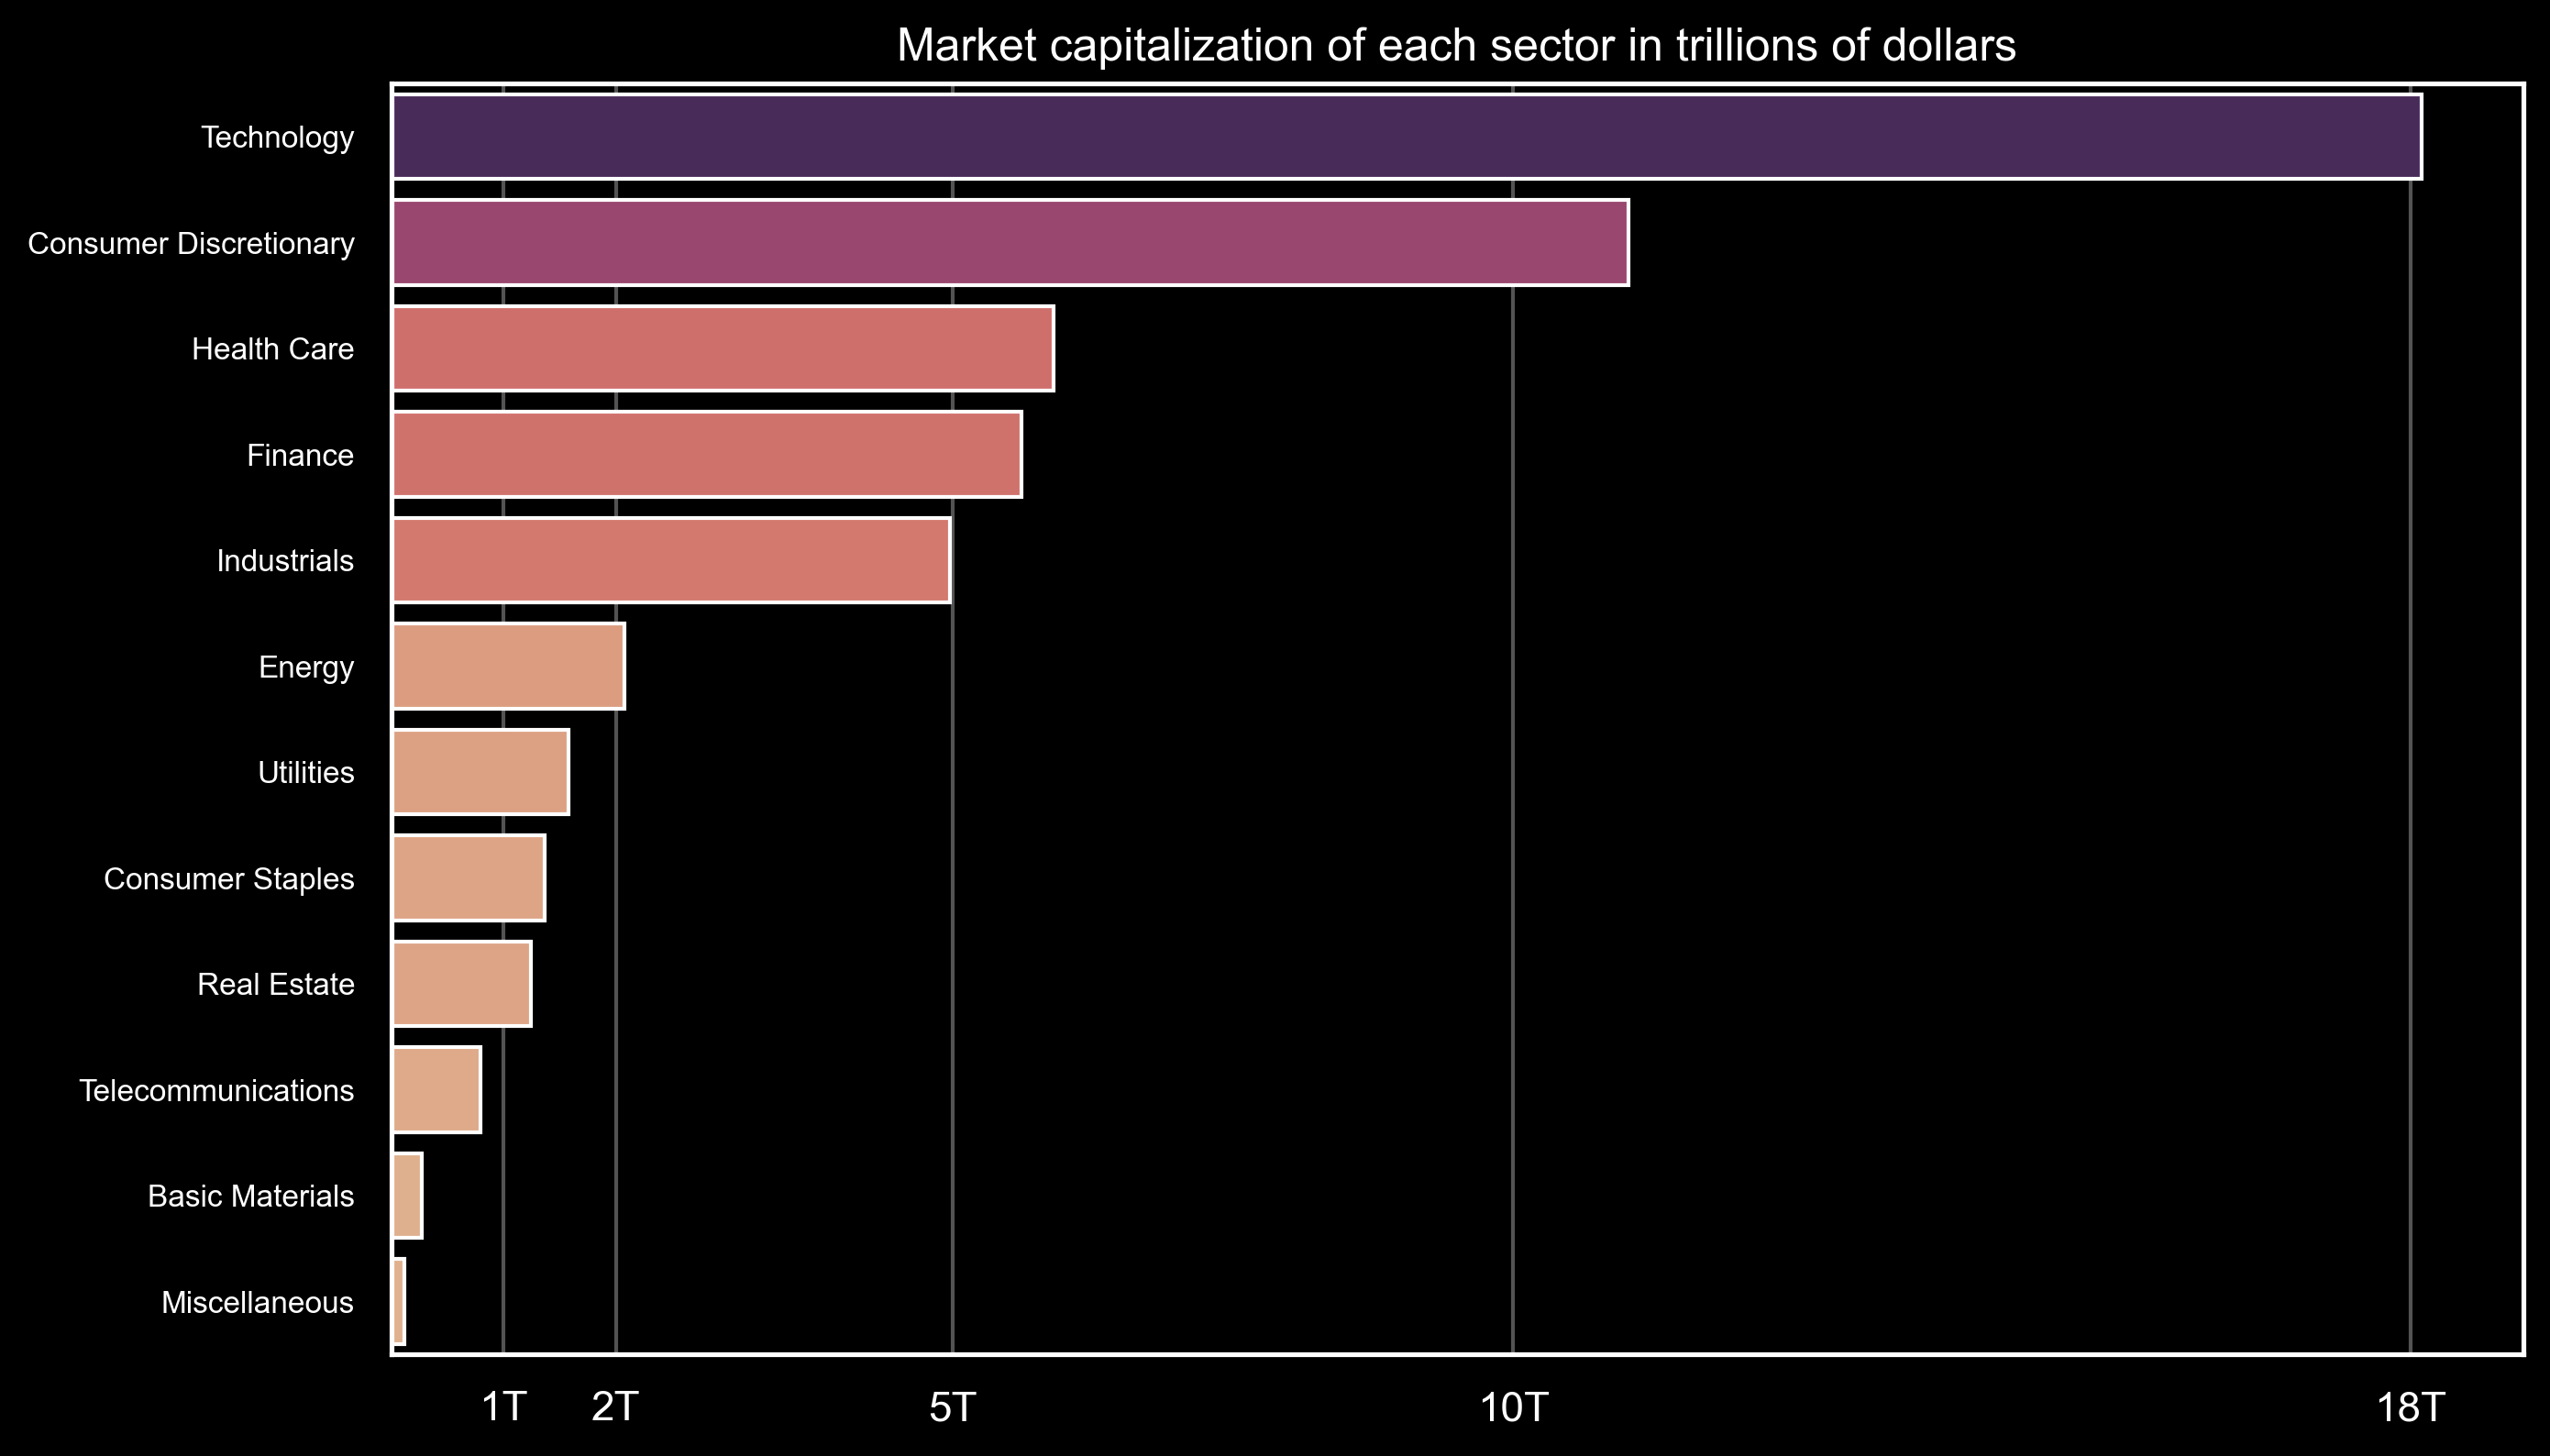 Market capitalization of each sector in trillions of dollars
Technology
Consumer Discretionary
Health Care
Finance
Industrials
Energy
Utilities
Consumer Staples
Real Estate
Telecommunications
Basic Materials
Miscellaneous
1T 2T 5T 10T 18T